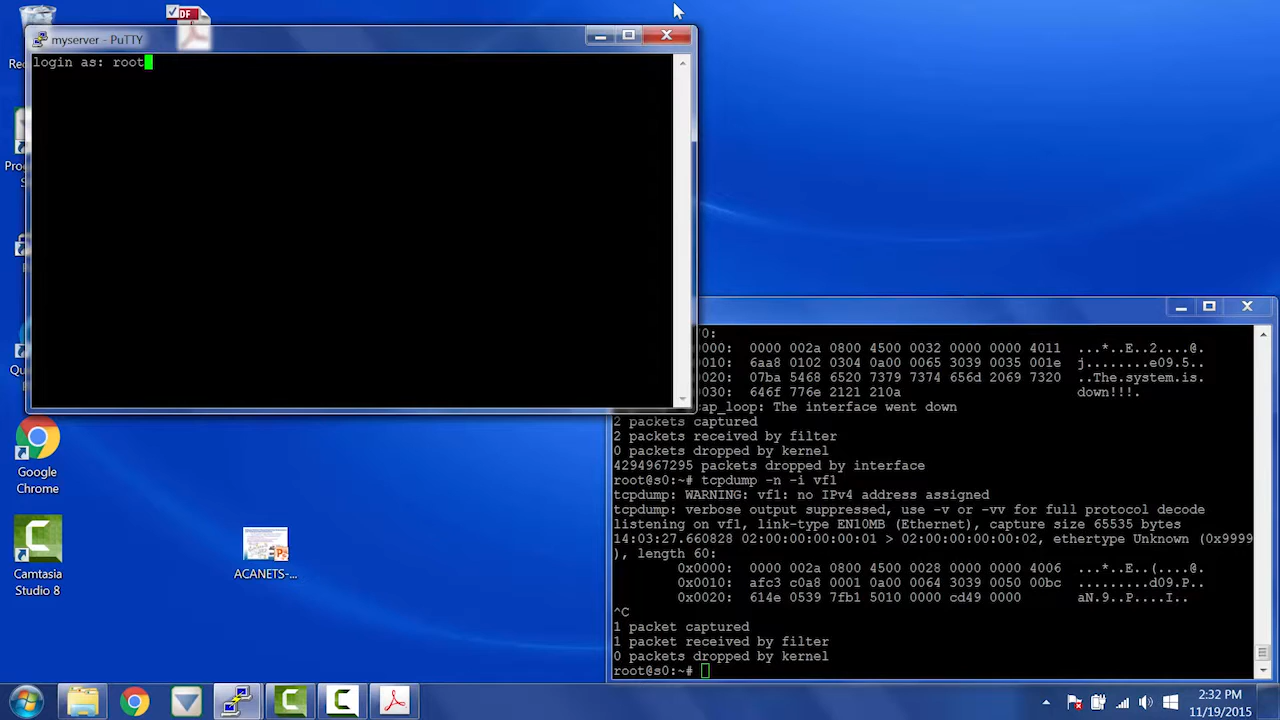 DF
myserver - PuTTY
login as: root
Google
Chrome
Camtasia
Studio 8
ACANETS-...
0000: 0000 002a 0800 4500 0032 0000 0000 4011 ...*..E..2....@.
0010: 6aa8 0102 0304 0a00 0065 3039 0035 001e j........e09.5..
0020: 07ba 5468 6520 7379 7374 656d 2069 7320 ..The.system.is.
0030: 646f 776e 2121 210a down!!!.
cap_loop: The interface went down
2 packets captured
2 packets received by filter
0 packets dropped by kernel
4294967295 packets dropped by interface
root@s0:~# tcpdump -n -i vf1
tcpdump: WARNING: vf1: no IPv4 address assigned
tcpdump: verbose output suppressed, use -v or -vv for full protocol decode
listening on vf1, link-type EN10MB (Ethernet), capture size 65535 bytes
14:03:27.660828 02:00:00:00:00:01 > 02:00:00:00:00:02, ethertype Unknown (0x9999
), length 60:
0x0000: 0000 002a 0800 4500 0028 0000 0000 4006 ...*..E..(....@.
0x0010: afc3 c0a8 0001 0a00 0064 3039 0050 00bc .........d09.P..
0x0020: 614e 0539 7fb1 5010 0000 cd49 0000 aN.9..P....I..
^C
1 packet captured
1 packet received by filter
0 packets dropped by kernel
root@s0:~#
2:32 PM
11/19/2015